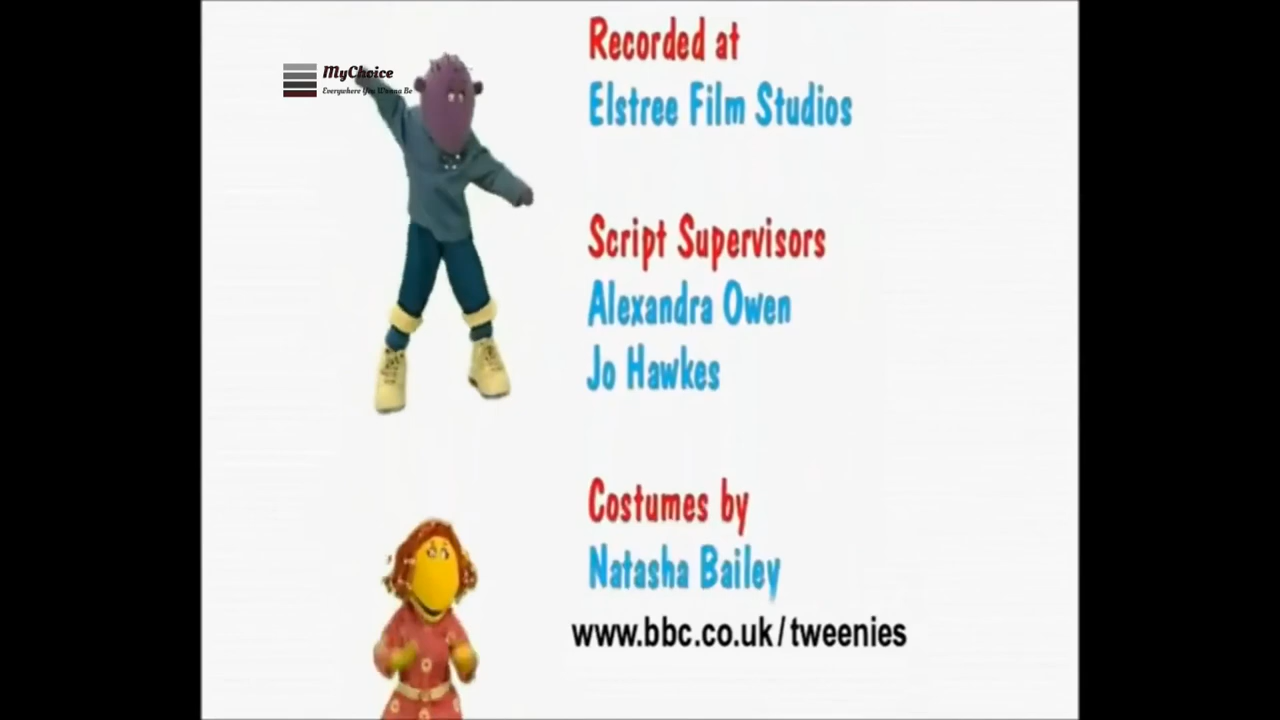 MyChoice
Everywhere You Wanna Be
Recorded at
Elstree Film Studios
Script Supervisors
Alexandra Owen
Jo Hawkes
Costumes by
Natasha Bailey
www.bbc.co.uk/tweenies